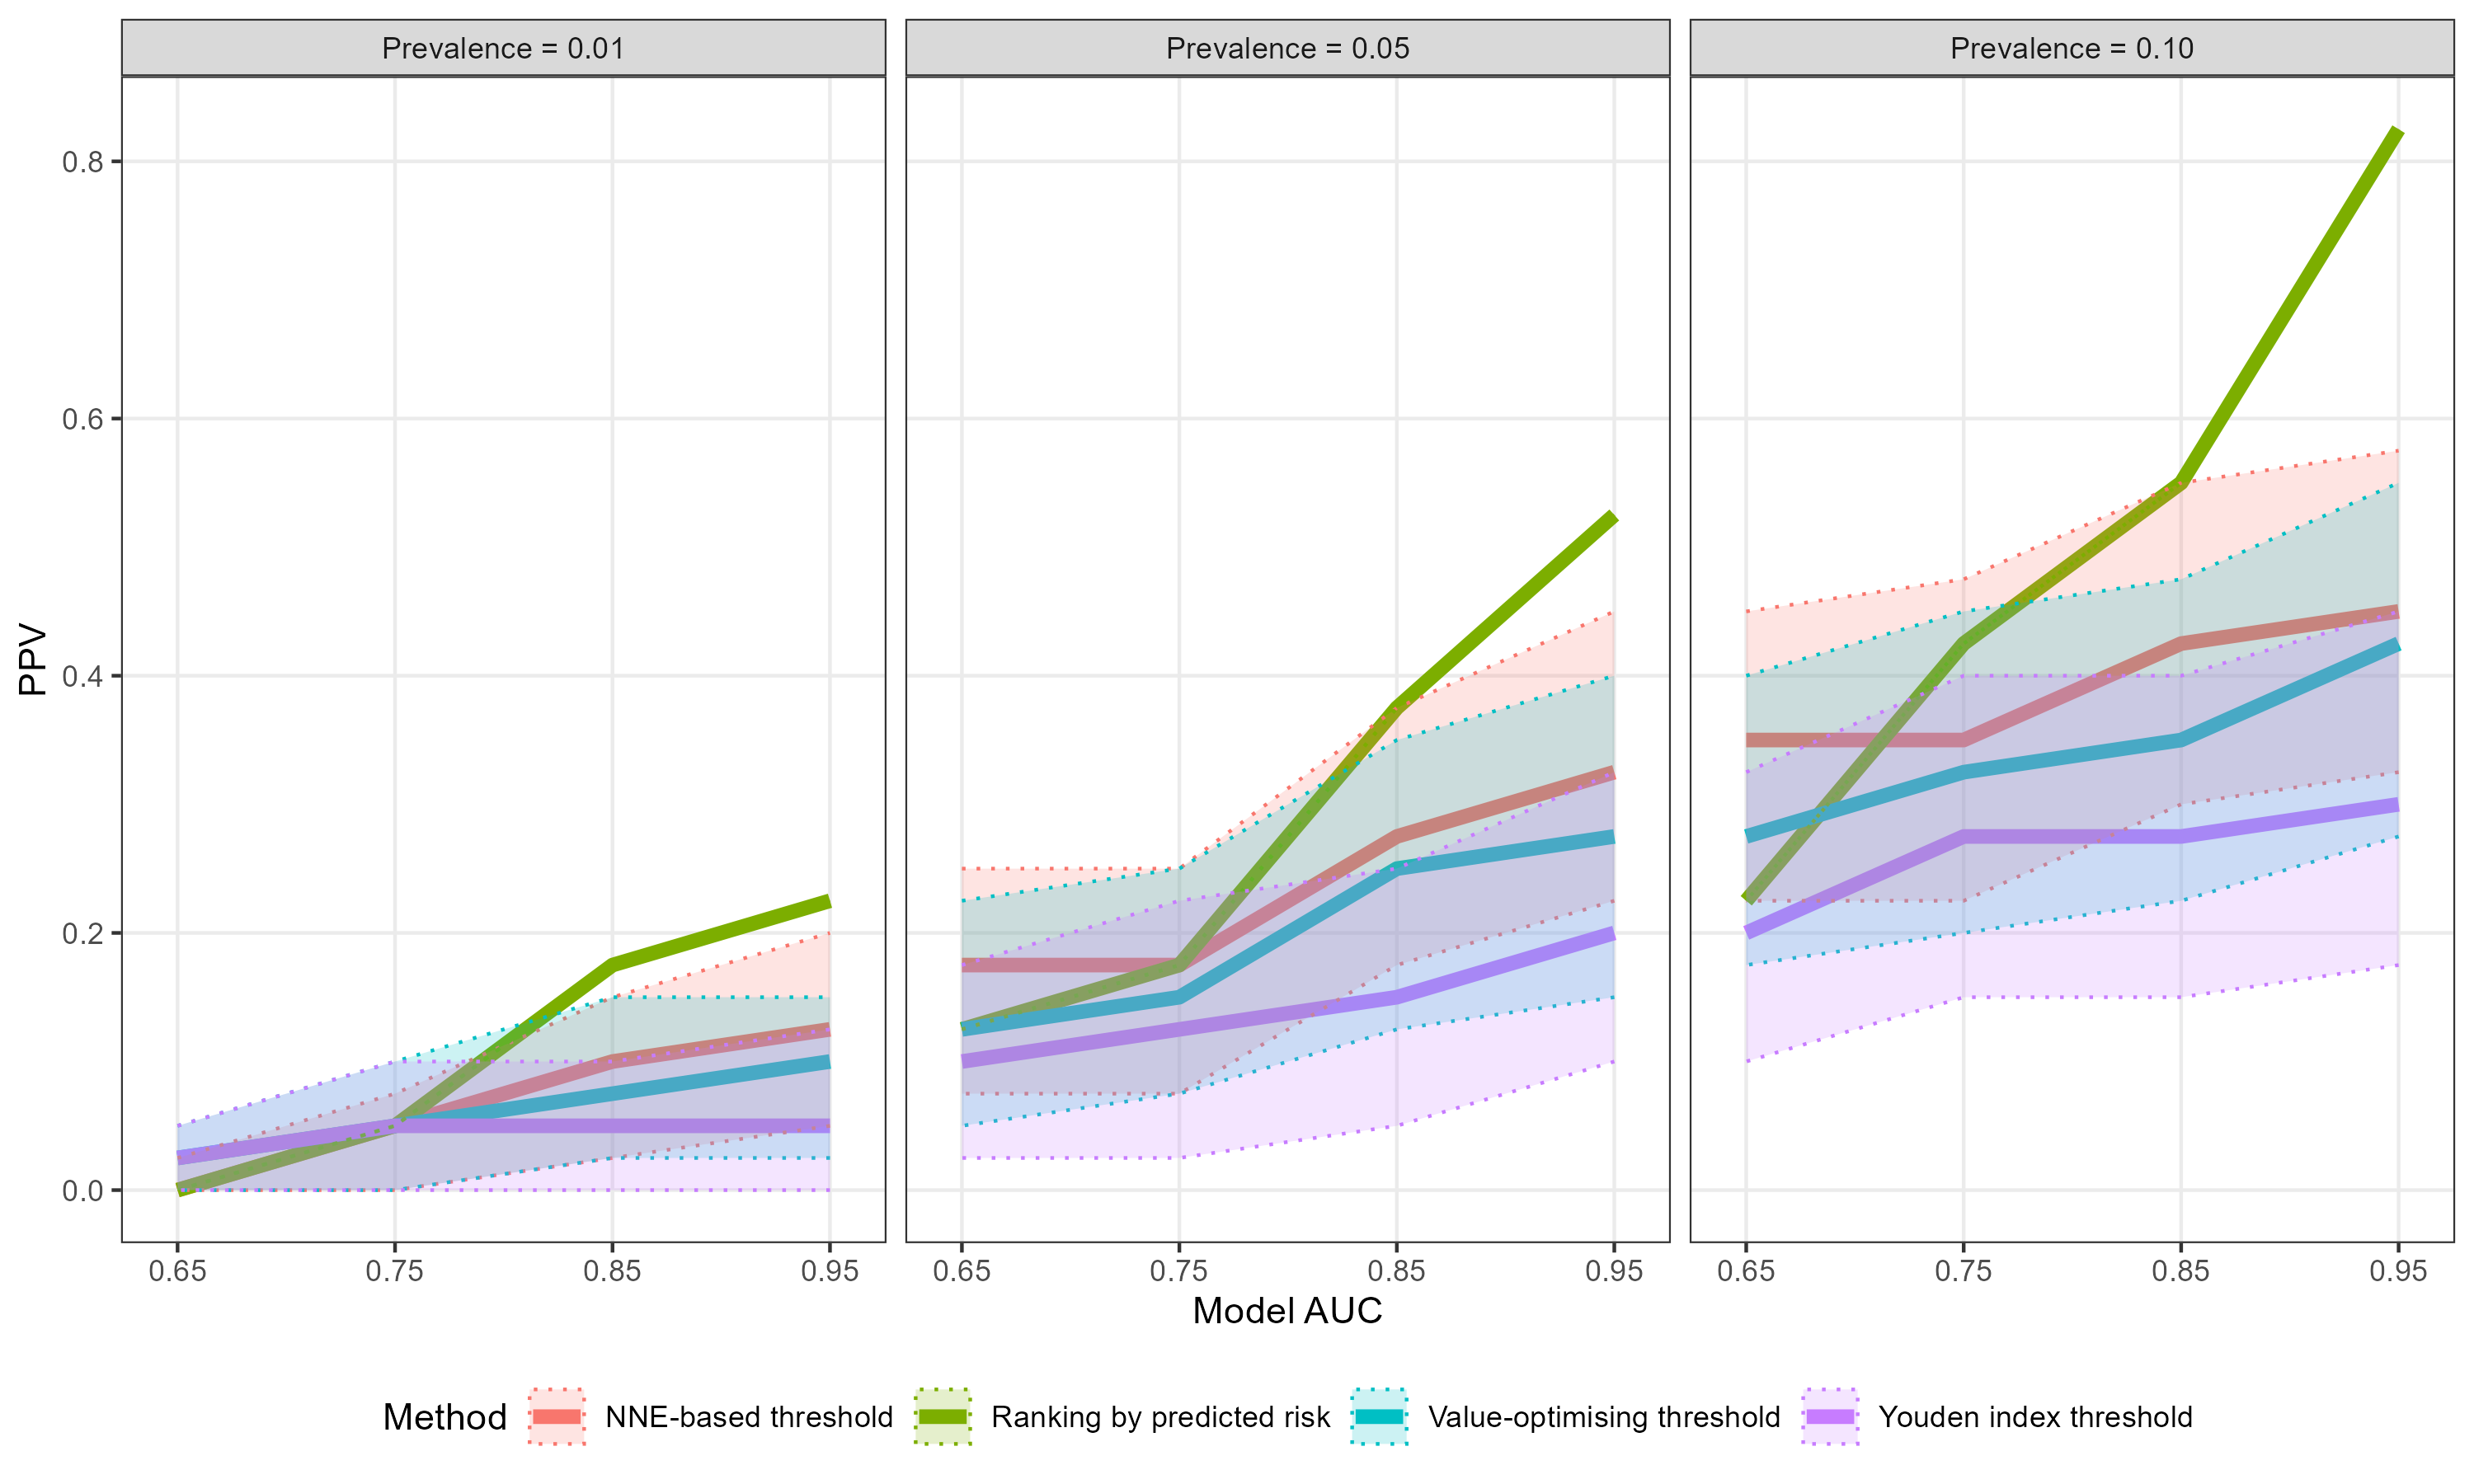 Prevalence = 0.01
Prevalence = 0.05
Prevalence = 0.10
PPV
0.8
0.6
0.4
0.2
0.0
0.65 0.75 0.85 0.95
0.65 0.75 0.85 0.95
0.65 0.75 0.85 0.95
Model AUC
Method NNE-based threshold Ranking by predicted risk Value-optimising threshold Youden index threshold